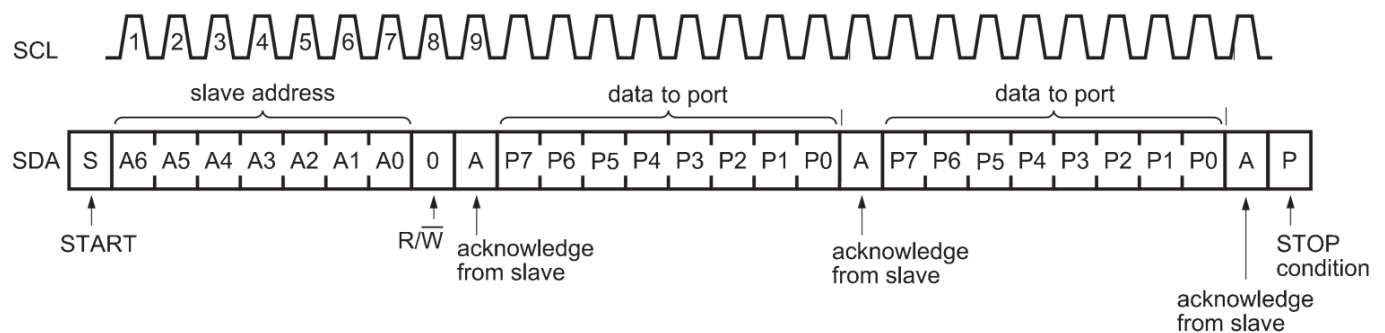 SCL 1 2 3 4 5 6 7 8 9
slave address data to port data to port
SDA S A6 A5 A4 A3 A2 A1 A0 0 A P7 P6 P5 P4 P3 P2 P1 P0 A P7 P6 P5 P4 P3 P2 P1 P0 A P
START
R/W̅
acknowledge
from slave
acknowledge
from slave
STOP
condition
acknowledge
from slave